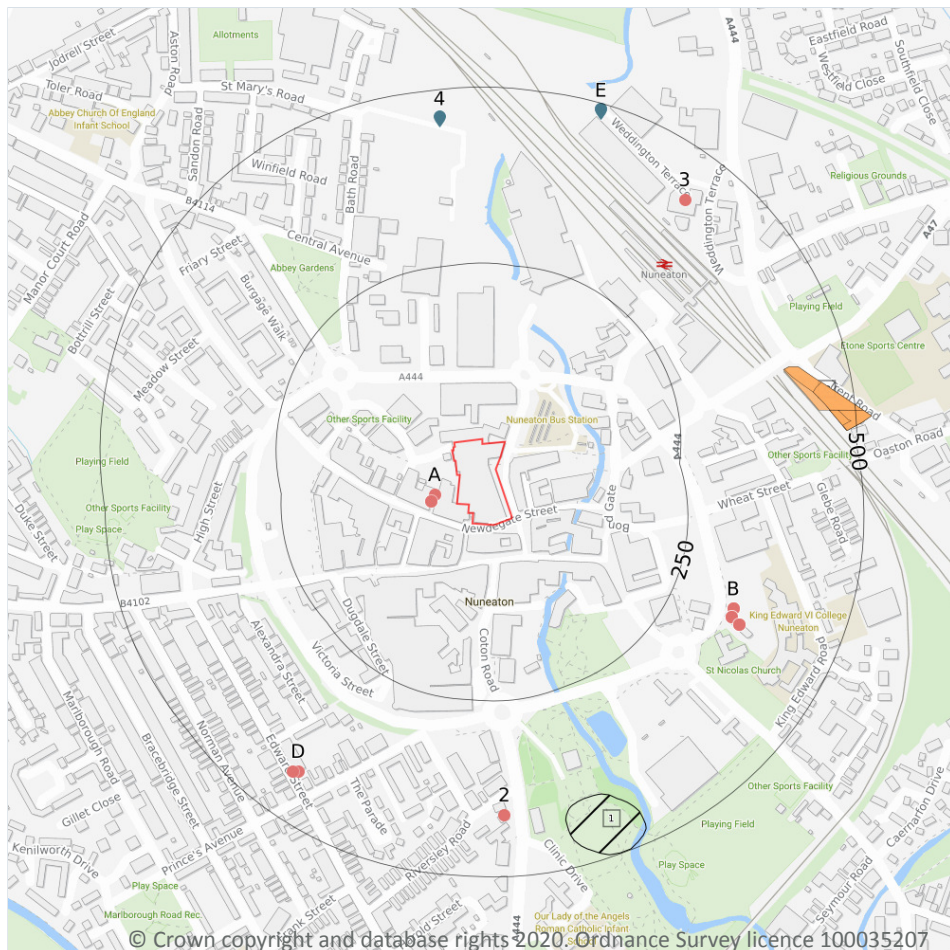 Jodrell Street
Aston Road
Allotments
A444
Eastfield Road
Westfield Close
Southfield Close
Toler Road
St Mary's Road
4
E
Abbey Church Of England
Infant School
Sandon Road
Winfield Road
Bath Road
Weddington Terrace
3
Weddington Terrace
Religious Grounds
A47
B4114
Manor Court Road
Friary Street
Central Avenue
Abbey Gardens
Nuneaton
Bottrill Street
Burgage Walk
Playing Field
Etone Sports Centre
Meadow Street
A444
Other Sports Facility
Nuneaton Bus Station
Oaston Road
A444
500
Playing Field
A
Other Sports Facility
High Street
Wheat Street
Glebe Road
Other Sports Facility
Play Space
Duke Street
Newdegate Street
250
B
B4102
Nuneaton
King Edward VI College
Nuneaton
Dugdale Street
Alexandra Street
Victoria Street
Coton Road
St Nicolas Church
King Edward Road
Marlborough Road
Bracebridge Street
Norman Avenue
Edward Street
D
The Parade
2
1
Other Sports Facility
Playing Field
Caernarfon Drive
Gillet Close
Prince's Avenue
Riversley Road
Clinic Drive
Kenilworth Drive
Play Space
Play Space
Seymour Road
Marlborough Road Rec.
A444
Our Lady of the Angels
Roman Catholic Infant
© Crown copyright and database rights 2020. Ordnance Survey licence 100035207